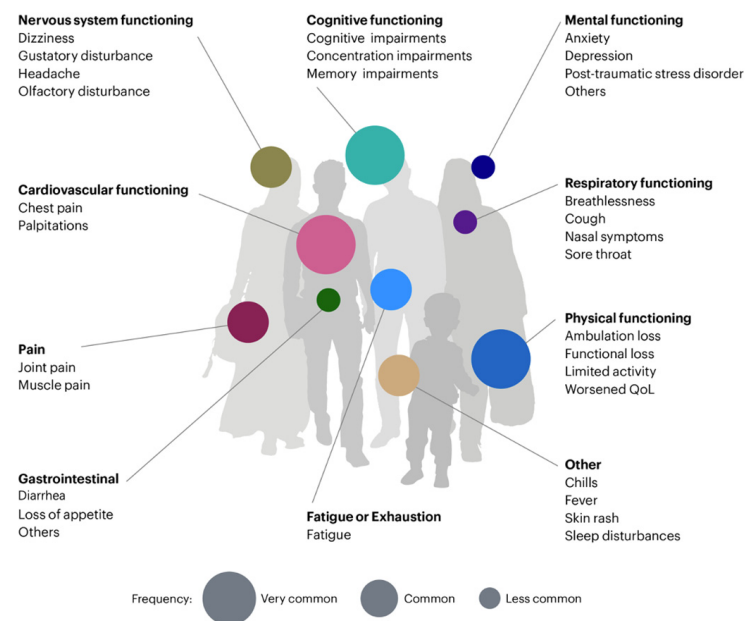 Nervous system functioning
Dizziness
Gustatory disturbance
Headache
Olfactory disturbance
Cognitive functioning
Cognitive impairments
Concentration impairments
Memory impairments
Mental functioning
Anxiety
Depression
Post-traumatic stress disorder
Others
Cardiovascular functioning
Chest pain
Palpitations
Respiratory functioning
Breathlessness
Cough
Nasal symptoms
Sore throat
Pain
Joint pain
Muscle pain
Physical functioning
Ambulation loss
Functional loss
Limited activity
Worsened QoL
Gastrointestinal
Diarrhea
Loss of appetite
Others
Fatigue or Exhaustion
Fatigue
Other
Chills
Fever
Skin rash
Sleep disturbances
Frequency: Very common Common Less common